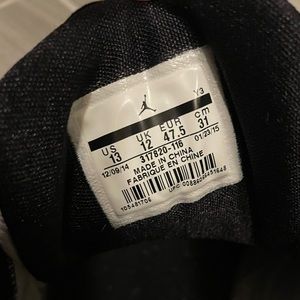 Y3
US UK EUR cm
13 12 47.5 31
12/09/14 317820-116 01/23/15
MADE IN CHINA
FABRIQUE EN CHINE